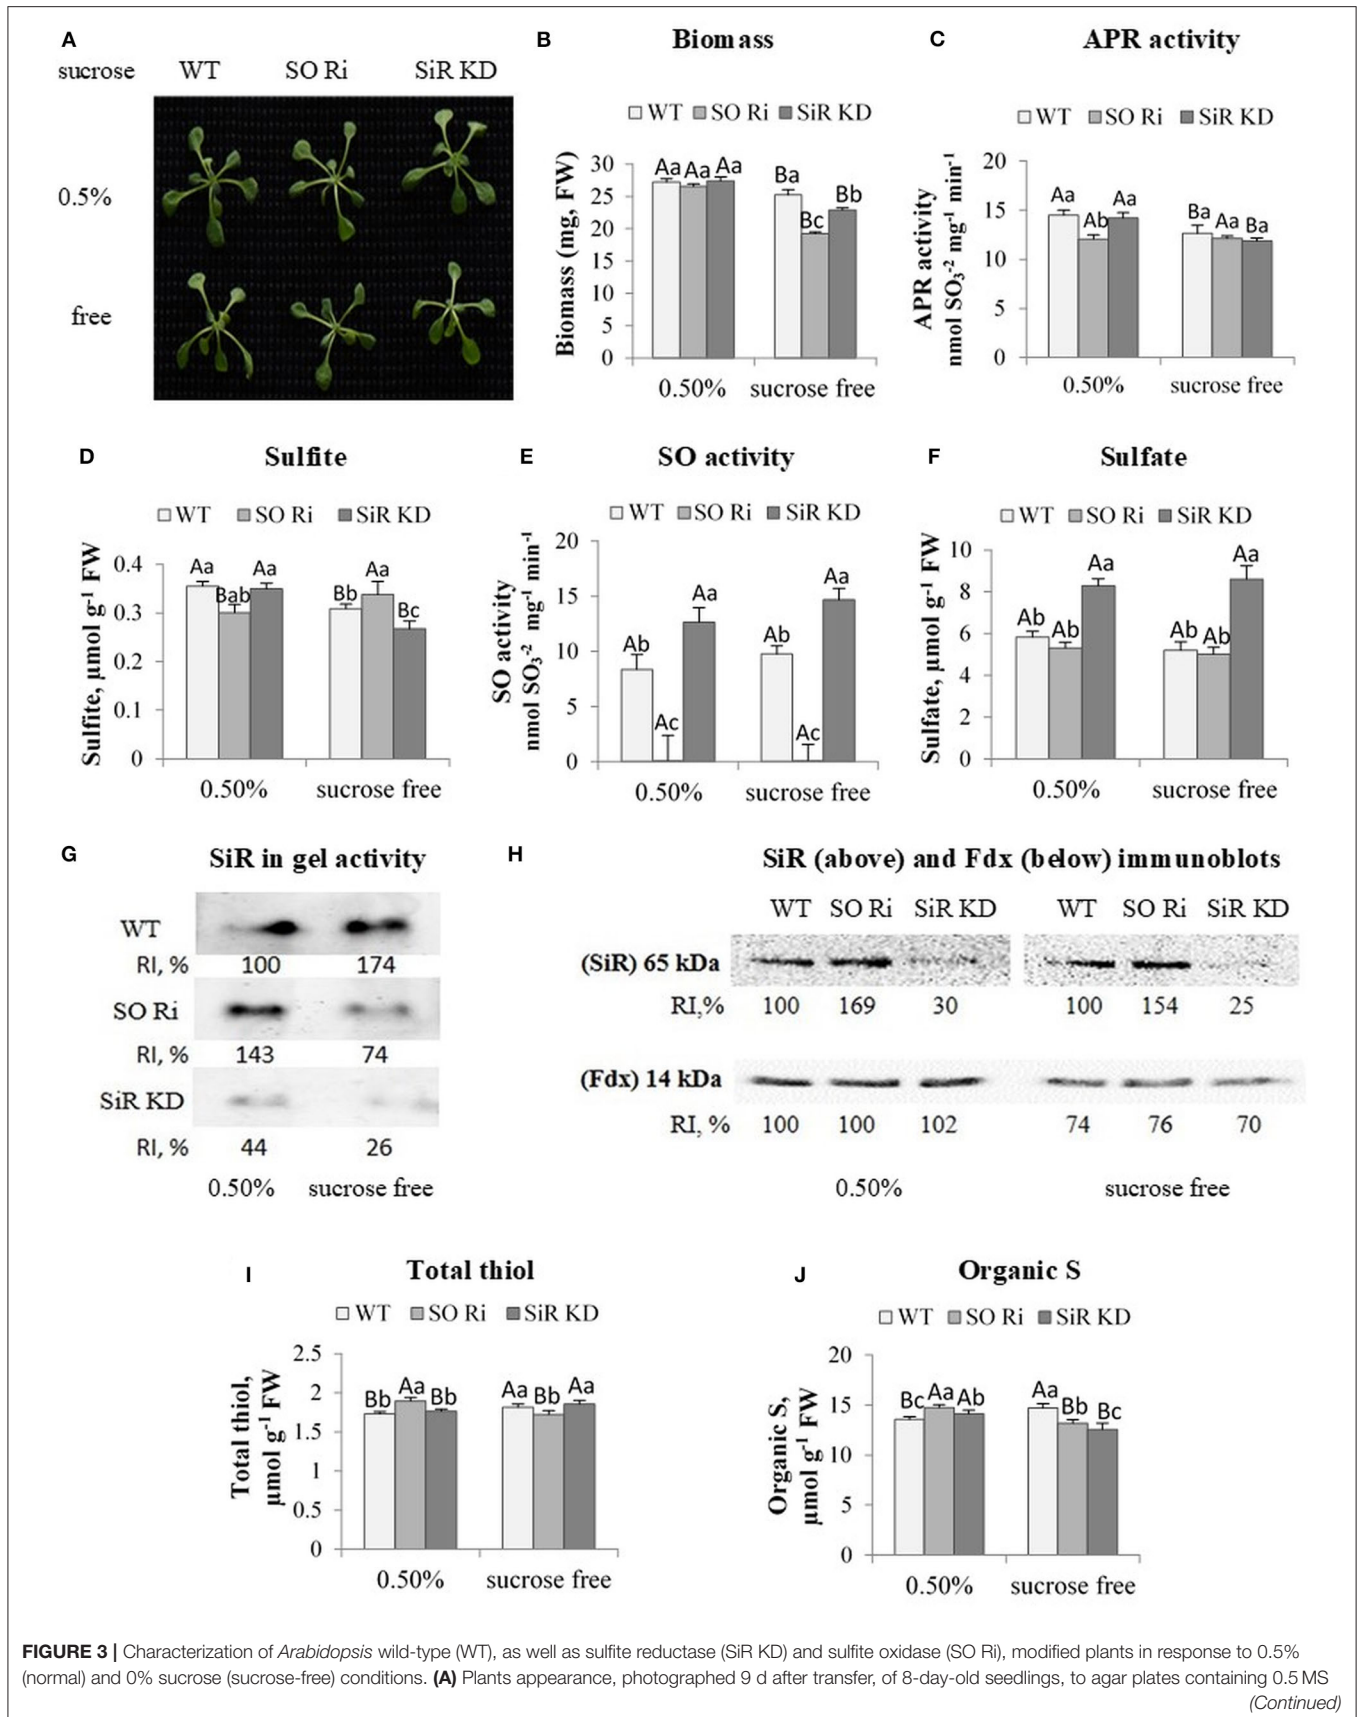 A
sucrose WT SO Ri SiR KD
0.5%
free
B Biomass
WT SO Ri SiR KD
Biomass (mg, FW)
30
25
20
15
10
5
0
Aa Aa Aa
Ba Bc Bb
0.50% sucrose free
C APR activity
WT SO Ri SiR KD
APR activity
nmol SO₃⁻² mg⁻¹ min⁻¹
20
15
10
5
0
Aa Ab Aa
Ba Aa Ba
0.50% sucrose free
D Sulfite
WT SO Ri SiR KD
Sulfite, µmol g⁻¹ FW
0.4
0.3
0.2
0.1
0
Aa Bab Aa
Bb Aa Bc
0.50% sucrose free
E SO activity
WT SO Ri SiR KD
SO activity
nmol SO₃⁻² mg⁻¹ min⁻¹
20
15
10
5
0
Ab Ac Aa
Ab Ac Aa
0.50% sucrose free
F Sulfate
WT SO Ri SiR KD
Sulfate, µmol g⁻¹ FW
10
8
6
4
2
0
Ab Ab Aa
Ab Ab Aa
0.50% sucrose free
G SiR in gel activity
WT
RI, % 100 174
SO Ri
RI, % 143 74
SiR KD
RI, % 44 26
0.50% sucrose free
H SiR (above) and Fdx (below) immunoblots
WT SO Ri SiR KD WT SO Ri SiR KD
(SiR) 65 kDa
RI,% 100 169 30 100 154 25
(Fdx) 14 kDa
RI, % 100 100 102 74 76 70
0.50% sucrose free
I Total thiol
WT SO Ri SiR KD
Total thiol,
µmol g⁻¹ FW
2.5
2
1.5
1
0.5
0
Bb Aa Bb
Aa Bb Aa
0.50% sucrose free
J Organic S
WT SO Ri SiR KD
Organic S,
µmol g⁻¹ FW
20
15
10
5
0
Bc Aa Ab
Aa Bb Bc
0.50% sucrose free
FIGURE 3 | Characterization of Arabidopsis wild-type (WT), as well as sulfite reductase (SiR KD) and sulfite oxidase (SO Ri), modified plants in response to 0.5%
(normal) and 0% sucrose (sucrose-free) conditions. (A) Plants appearance, photographed 9 d after transfer, of 8-day-old seedlings, to agar plates containing 0.5 MS
(Continued)